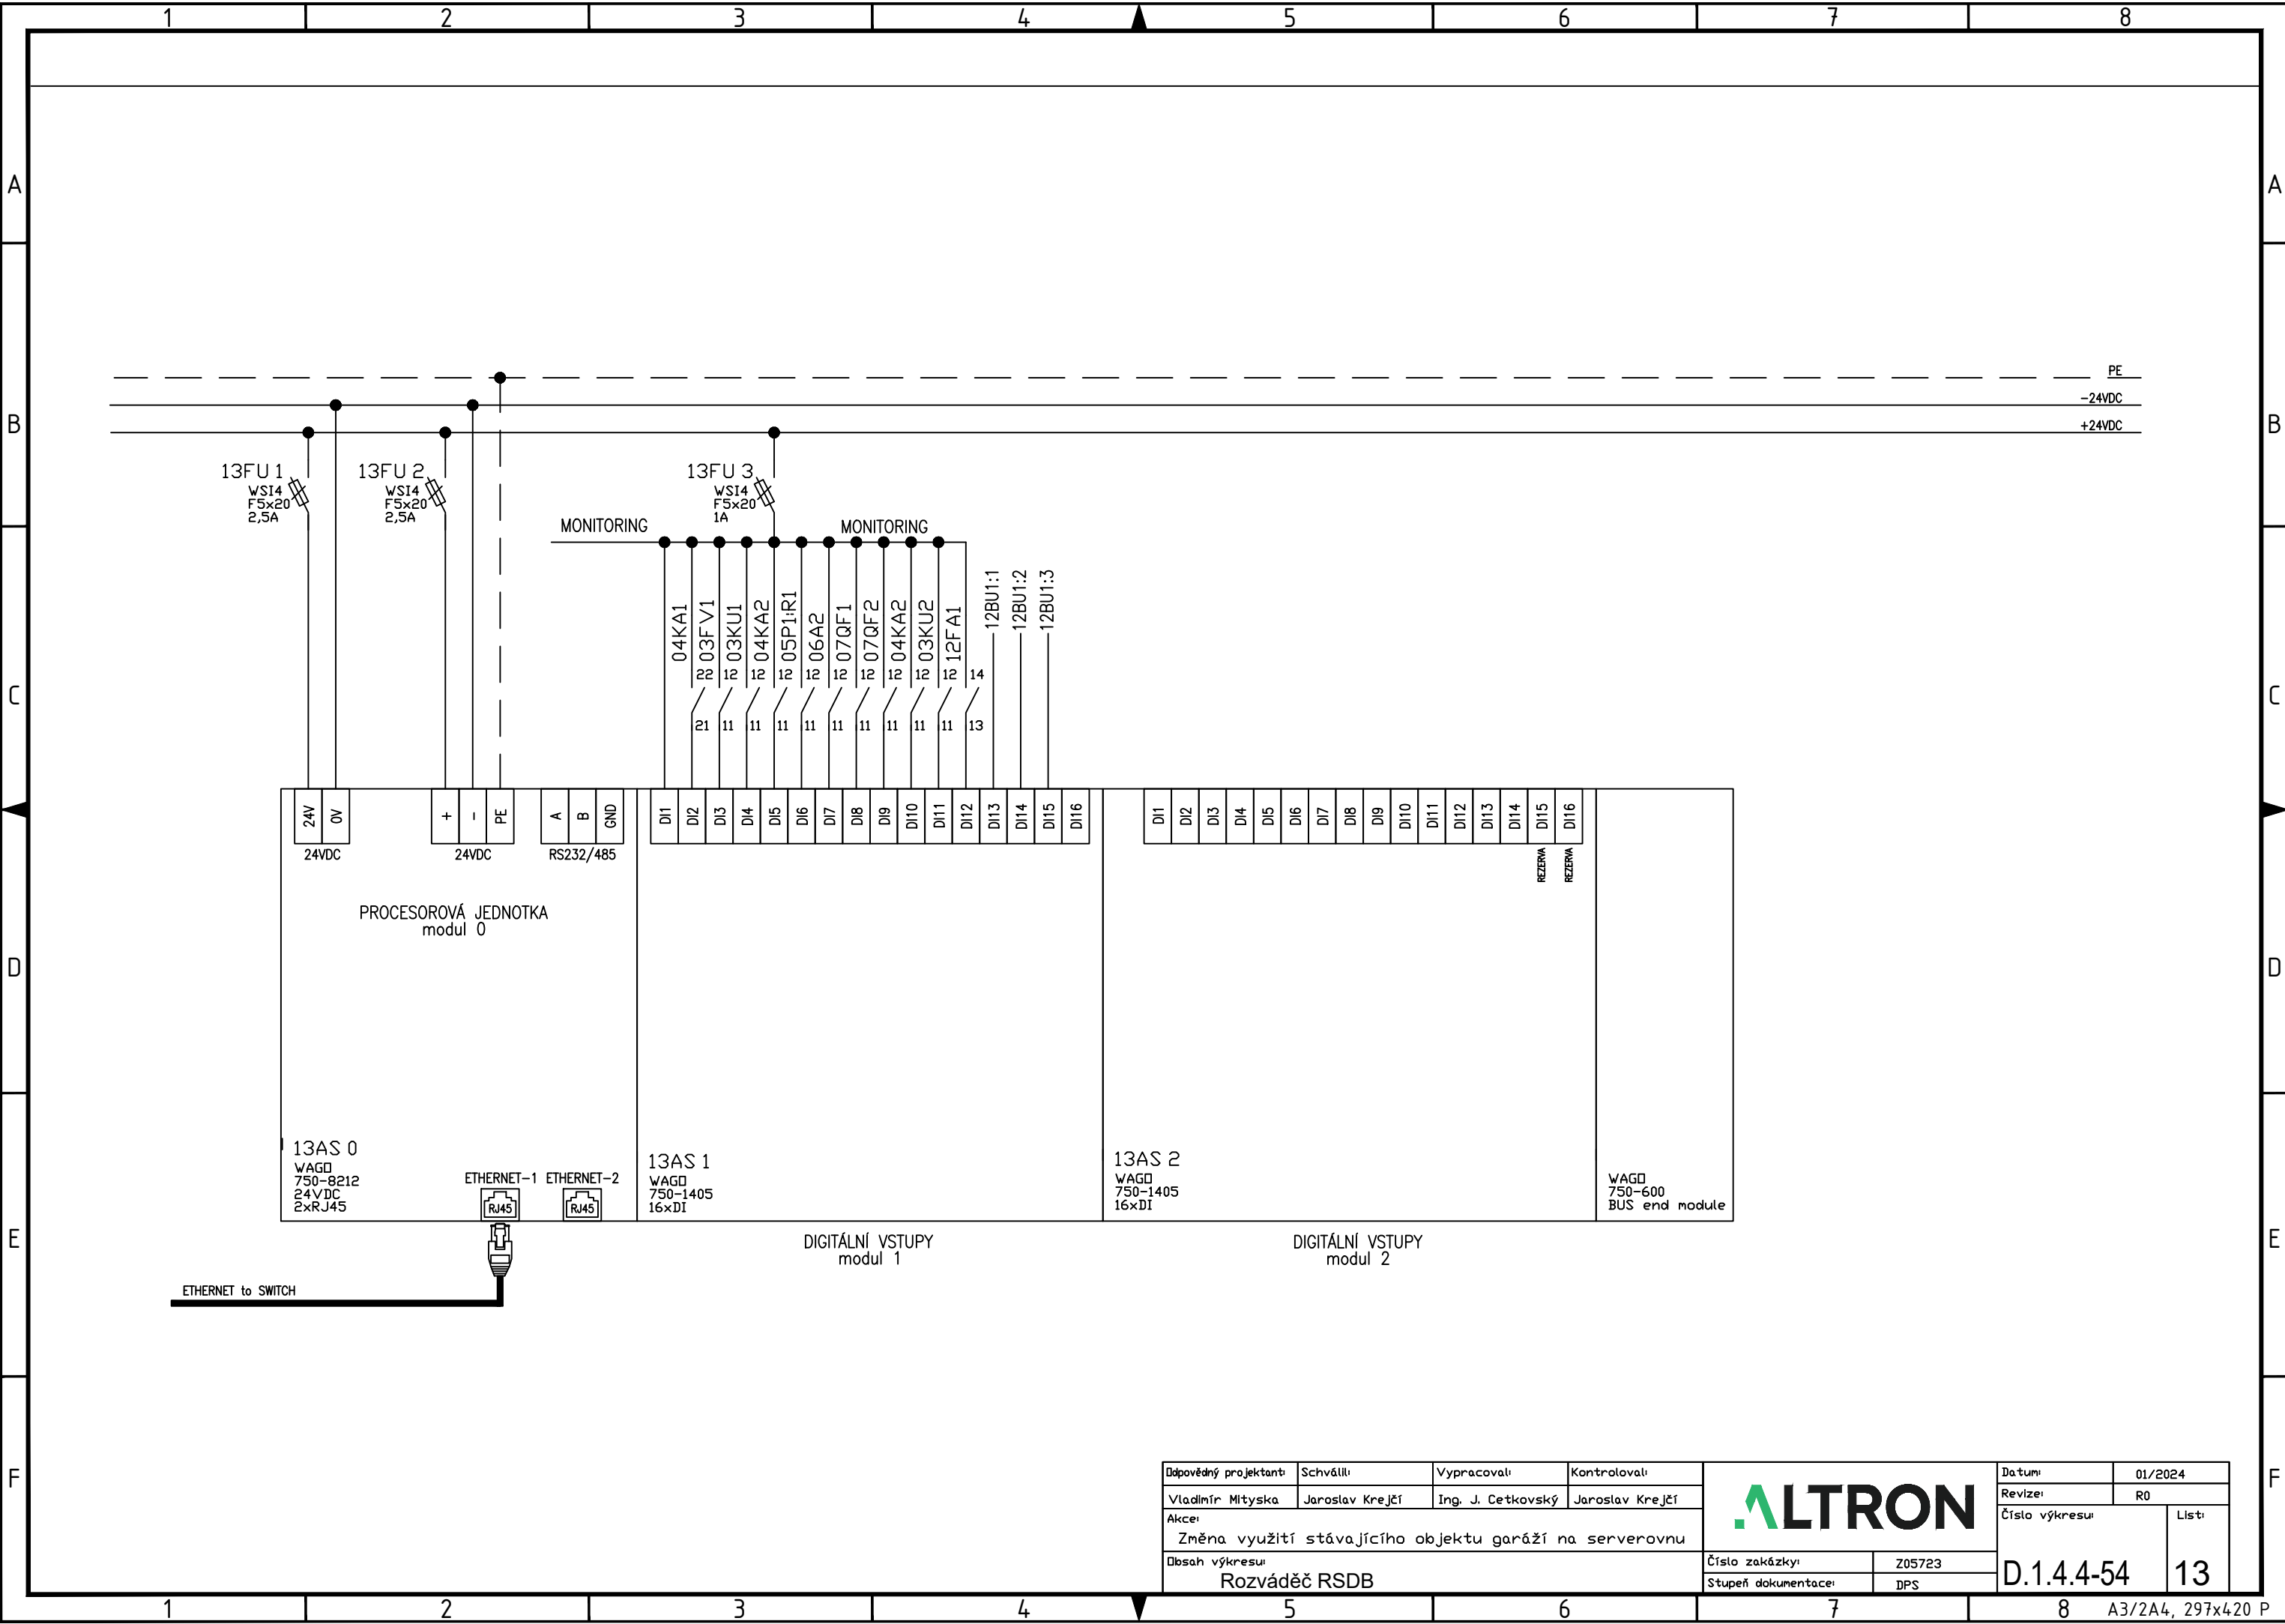 1 2 3 4 5 6 7 8
A A
PE
-24VDC
+24VDC
B B
13FU 1
WSI4
F5x20
2,5A
13FU 2
WSI4
F5x20
2,5A
13FU 3
WSI4
F5x20
1A
MONITORING
MONITORING
04KA1
03FV1
03KU1
04KA2
05P1:R1
06A2
07QF1
07QF2
04KA2
03KU2
12FA1
12BU1:1
12BU1:2
12BU1:3
22 12 12 12 12 12 12 12 12 12 14
21 11 11 11 11 11 11 11 11 11 13
C C
24V 0V
24VDC
+ - PE
24VDC
A B GND
RS232/485
DI1 DI2 DI3 DI4 DI5 DI6 DI7 DI8 DI9 DI10 DI11 DI12 DI13 DI14 DI15 DI16
DI1 DI2 DI3 DI4 DI5 DI6 DI7 DI8 DI9 DI10 DI11 DI12 DI13 DI14 DI15 DI16
REZERVA
REZERVA
PROCESOROVÁ JEDNOTKA
modul 0
D D
13AS 0
WAGO
750-8212
24VDC
2xRJ45
ETHERNET-1 ETHERNET-2
RJ45 RJ45
13AS 1
WAGO
750-1405
16xDI
13AS 2
WAGO
750-1405
16xDI
WAGO
750-600
BUS end module
E E
DIGITÁLNÍ VSTUPY
modul 1
DIGITÁLNÍ VSTUPY
modul 2
ETHERNET to SWITCH
F F
Odpovědný projektant: Schválil: Vypracoval: Kontroloval:
Vladimír Mityska Jaroslav Krejčí Ing. J. Cetkovský Jaroslav Krejčí
Akce:
Změna využití stávajícího objektu garáží na serverovnu
Obsah výkresu:
Rozváděč RSDB
ALTRON
Číslo zakázky: Z05723
Stupeň dokumentace: DPS
Datum: 01/2024
Revize: R0
Číslo výkresu: List:
D.1.4.4-54 13
1 2 3 4 5 6 7 8
A3/2A4, 297x420 P